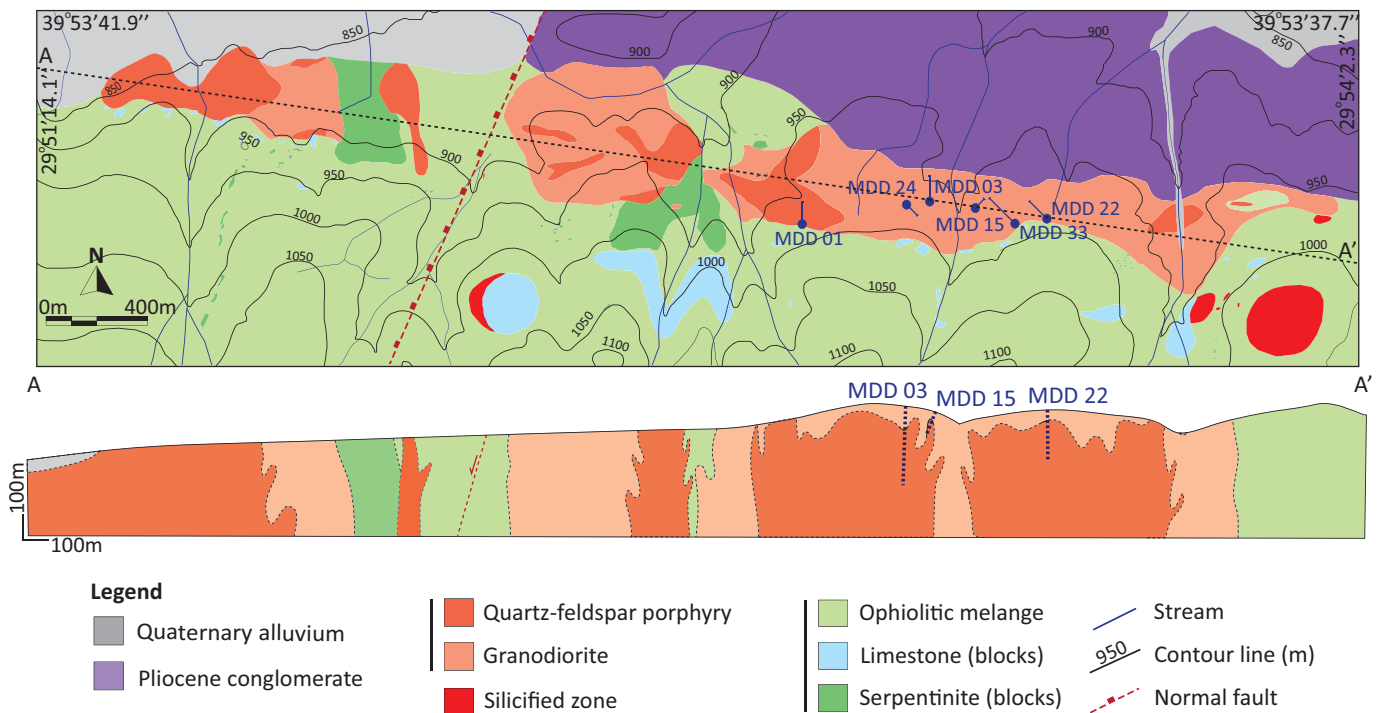 39°53'41.9''
39°53'37.7''
29°51'14.1''
29°54'2.3''
A
850
900
850
850
900
950
950
900
950
950
1000
1050
MDD 24
MDD 03
MDD 15
MDD 22
MDD 33
MDD 01
1000
1000
A'
1050
1050
1050
1100
1100
1100
N
0m 400m
A
A'
MDD 03
MDD 15
MDD 22
100m
100m
Legend
Quaternary alluvium
Pliocene conglomerate
Quartz-feldspar porphyry
Granodiorite
Silicified zone
Ophiolitic melange
Limestone (blocks)
Serpentinite (blocks)
Stream
950
Contour line (m)
Normal fault